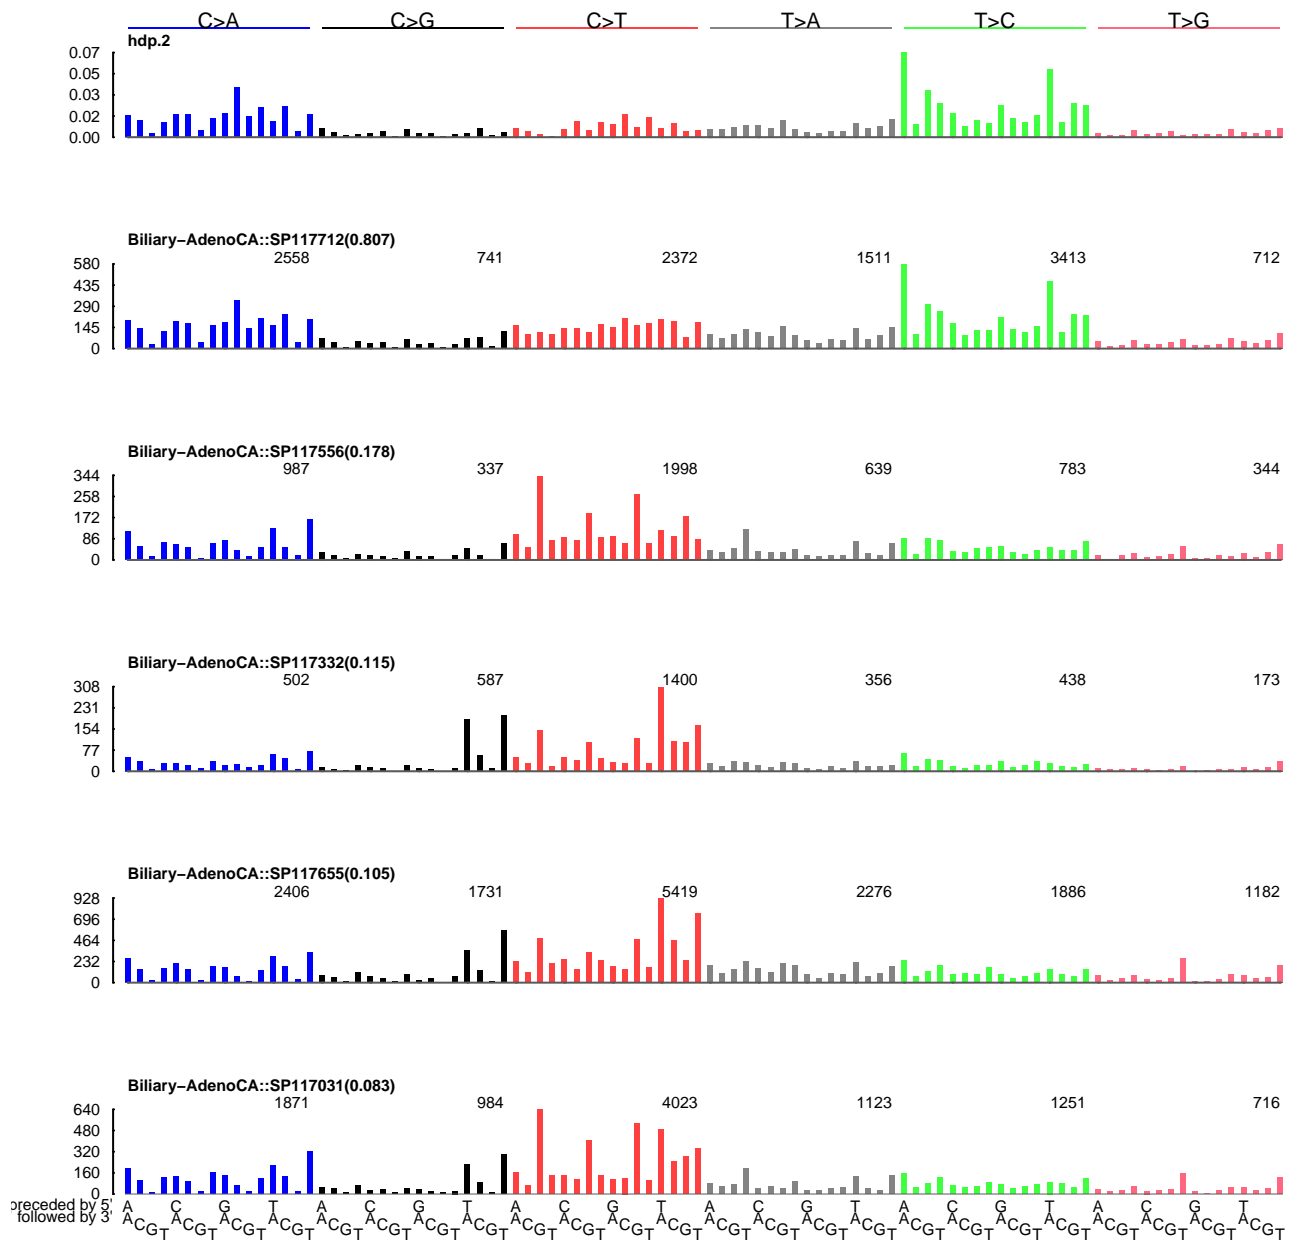 C>A C>G C>T T>A T>C T>G
hdp.2
0.07
0.05
0.03
0.02
0.00
Biliary−AdenoCA::SP117712(0.807)
2558 741 2372 1511 3413 712
580
435
290
145
0
Biliary−AdenoCA::SP117556(0.178)
987 337 1998 639 783 344
344
258
172
86
0
Biliary−AdenoCA::SP117332(0.115)
502 587 1400 356 438 173
308
231
154
77
0
Biliary−AdenoCA::SP117655(0.105)
2406 1731 5419 2276 1886 1182
928
696
464
232
0
Biliary−AdenoCA::SP117031(0.083)
1871 984 4023 1123 1251 716
640
480
320
160
0
preceded by 5' A C G T A C G T A C G T A C G T A C G T A C G T
followed by 3' A C G T A C G T A C G T A C G T A C G T A C G T A C G T A C G T A C G T A C G T A C G T A C G T A C G T A C G T A C G T A C G T A C G T A C G T A C G T A C G T A C G T A C G T A C G T A C G T